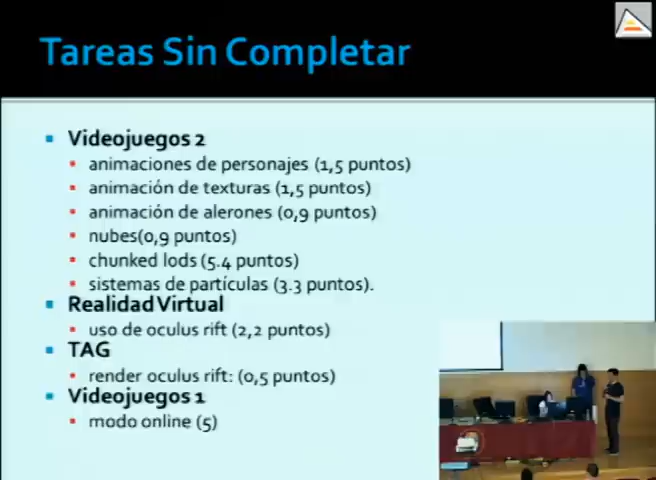 Tareas Sin Completar
Videojuegos 2
animaciones de personajes (1,5 puntos)
animación de texturas (1,5 puntos)
animación de alerones (0,9 puntos)
nubes(0,9 puntos)
chunked lods (5.4 puntos)
sistemas de partículas (3.3 puntos).
Realidad Virtual
uso de oculus rift (2,2 puntos)
TAG
render oculus rift: (0,5 puntos)
Videojuegos 1
modo online (5)